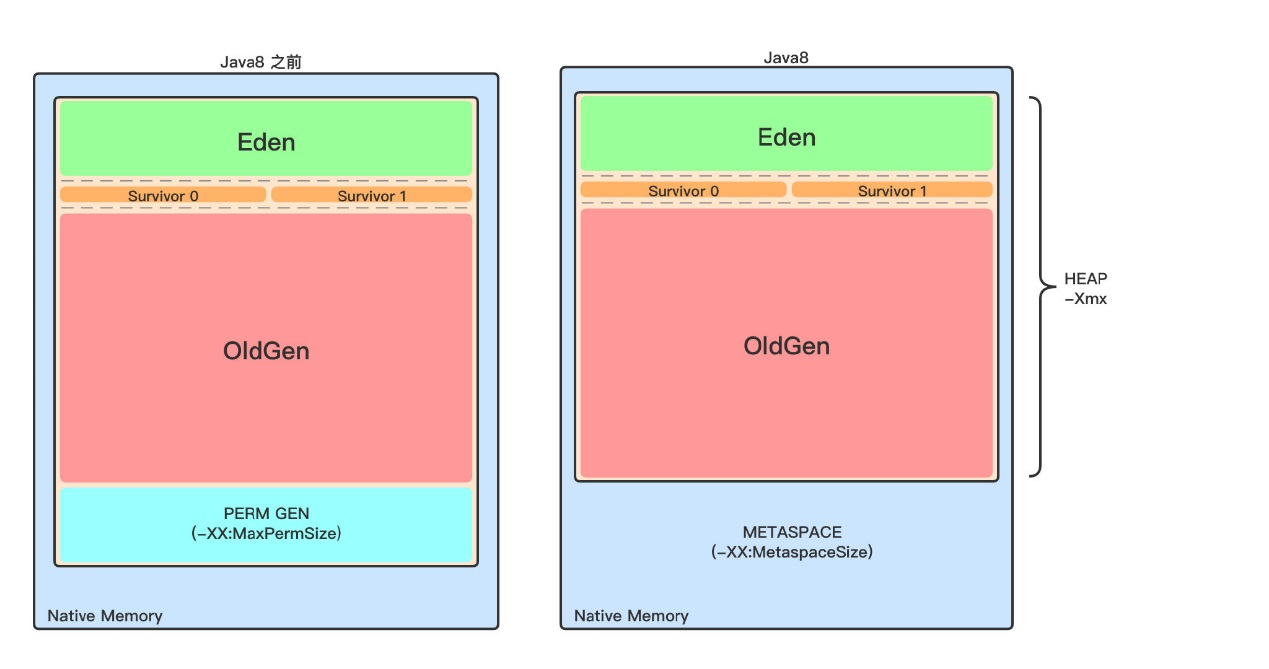 Java8 之前
Eden
Survivor 0
Survivor 1
OldGen
PERM GEN
(-XX:MaxPermSize)
Native Memory
Java8
Eden
Survivor 0
Survivor 1
OldGen
METASPACE
(-XX:MetaspaceSize)
Native Memory
HEAP
-Xmx